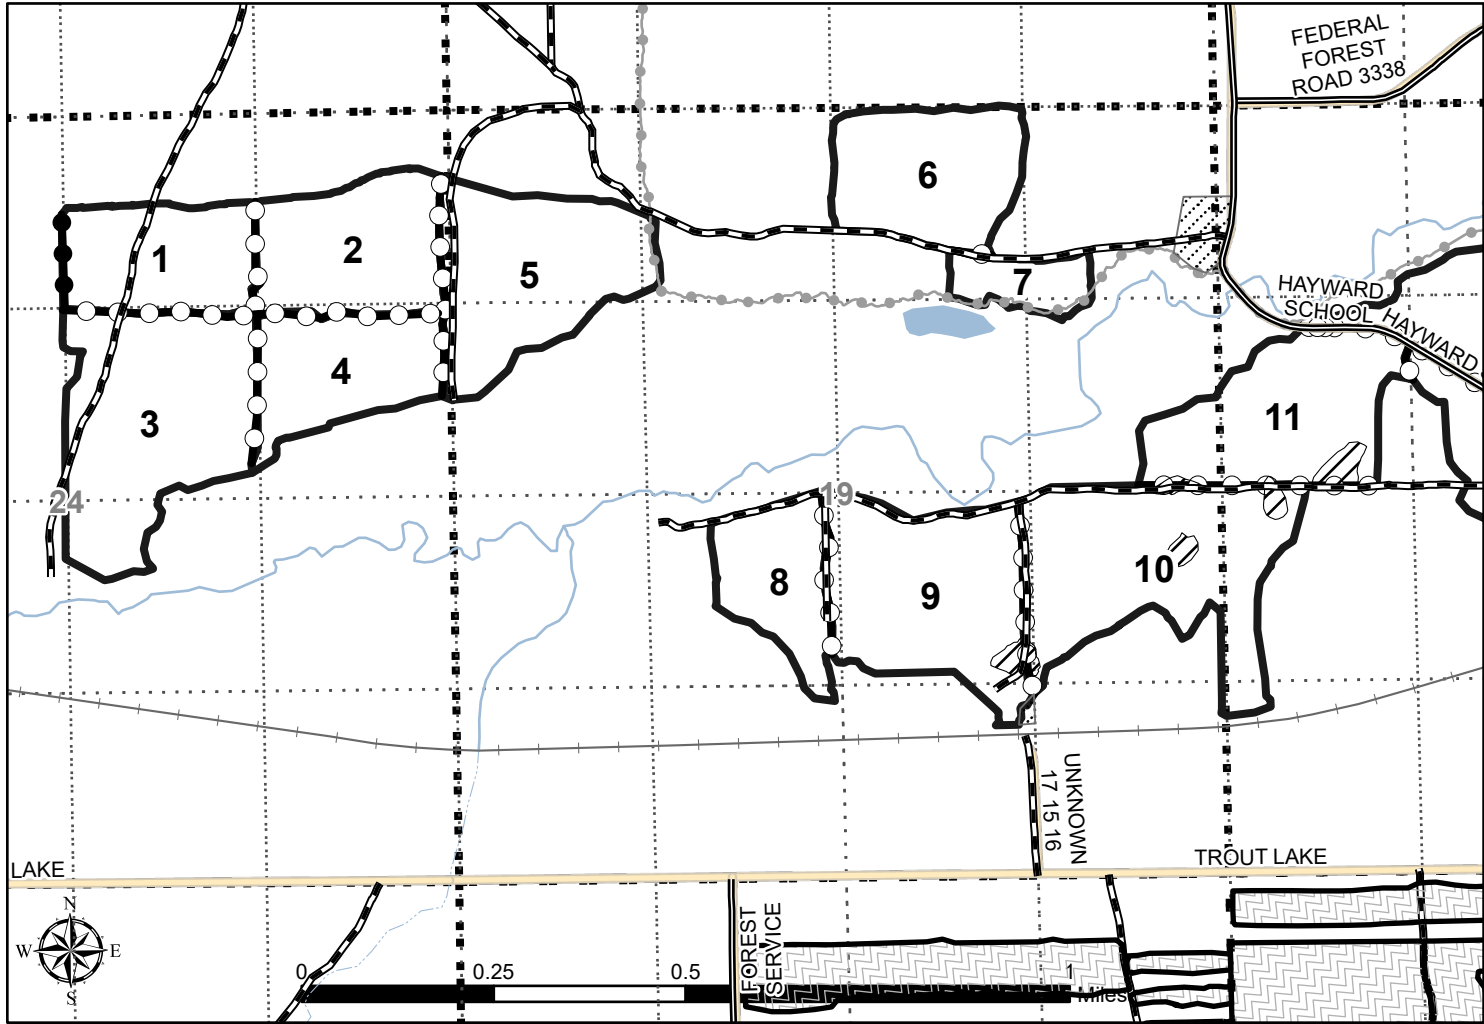 FEDERAL
FOREST
ROAD 3338
6
1
2
5
7
HAYWARD
SCHOOL
HAYWARD
4
3
11
24
19
8
9
10
UNKNOWN
17 15 16
LAKE
TROUT LAKE
N
W E
S
FOREST
SERVICE
0 0.25 0.5 1
Miles